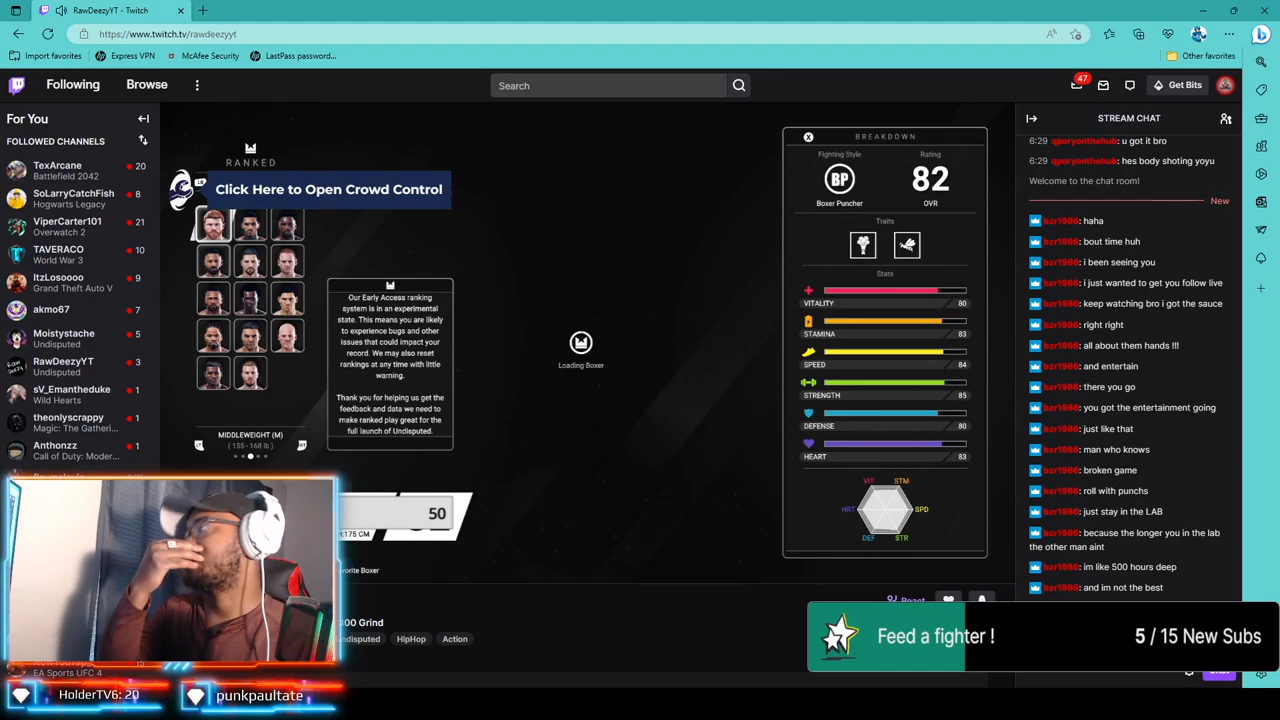 RawDeezyYT - Twitch
https://www.twitch.tv/rawdeezyyt
Import favorites
Express VPN
McAfee Security
LastPass password...
Other favorites
Following
Browse
Search
47
Get Bits
For You
FOLLOWED CHANNELS
TexArcane
20
Battlefield 2042
SoLarryCatchFish
8
Hogwarts Legacy
ViperCarter101
21
Overwatch 2
TAVERACO
10
World War 3
ItzLosoooo
9
Grand Theft Auto V
akmo67
7
Moistystache
5
Undisputed
RawDeezyYT
3
Undisputed
sV_Emantheduke
1
Wild Hearts
theonlyscrappy
1
Magic: The Gatheri...
Anthonzz
1
Call of Duty: Moder...
EA Sports UFC 4
15
HolderTV6: 20
punkpaultate
RANKED
LB
Click Here to Open Crowd Control
Our Early Access ranking
system is in an experimental
state. This means you are likely
to experience bugs and other
issues that could impact your
record. We may also reset
rankings at any time with little
warning.
Thank you for helping us get the
feedback and data we need to
make ranked play great for the
full launch of Undisputed.
MIDDLEWEIGHT (M)
LT
( 155 - 168 lb )
RT
50
H:175 CM
Favorite Boxer
Loading Boxer
X
BREAKDOWN
Fighting Style
Rating
BP
82
Boxer Puncher
OVR
Traits
Stats
VITALITY
80
STAMINA
83
SPEED
84
STRENGTH
85
DEFENSE
80
HEART
83
VIT
STM
HRT
SPD
DEF
STR
React
300 Grind
Undisputed
HipHop
Action
STREAM CHAT
6:29 qporyonthehub: u got it bro
6:29 qporyonthehub: hes body shoting yoyu
Welcome to the chat room!
New
bzr1986: haha
bzr1986: bout time huh
bzr1986: i been seeing you
bzr1986: i just wanted to get you follow live
bzr1986: keep watching bro i got the sauce
bzr1986: right right
bzr1986: all about them hands !!!
bzr1986: and entertain
bzr1986: there you go
bzr1986: you got the entertainment going
bzr1986: just like that
bzr1986: man who knows
bzr1986: broken game
bzr1986: roll with punchs
bzr1986: just stay in the LAB
bzr1986: because the longer you in the lab
the other man aint
bzr1986: im like 500 hours deep
bzr1986: and im not the best
Feed a fighter !
5 / 15 New Subs